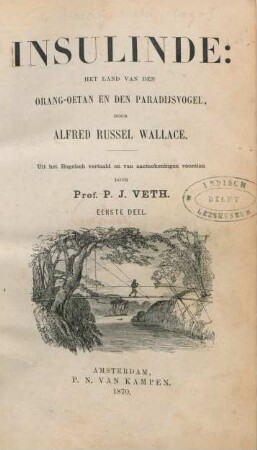 INSULINDE:
HET LAND VAN DEN
ORANG-OETAN EN DEN PARADIJSVOGEL,
DOOR
ALFRED RUSSEL WALLACE.
Uit het Engelsch vertaald en van aanteekeningen voorzien
DOOR
Prof. P. J. VETH.
EERSTE DEEL.
INDISCH
LEESMUSEUM
AMSTERDAM,
P. N. VAN KAMPEN.
1870.